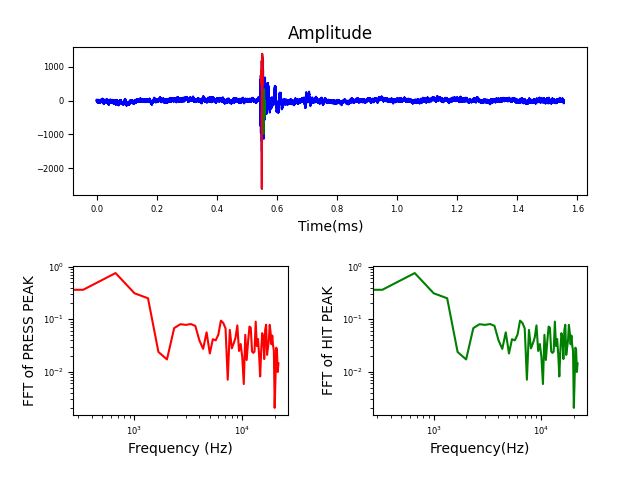 Amplitude
1000
0
−1000
−2000
0.0 0.2 0.4 0.6 0.8 1.0 1.2 1.4 1.6
Time(ms)
FFT of PRESS PEAK
10⁰
10⁻¹
10⁻²
10³ 10⁴
Frequency (Hz)
FFT of HIT PEAK
10⁰
10⁻¹
10⁻²
10³ 10⁴
Frequency(Hz)